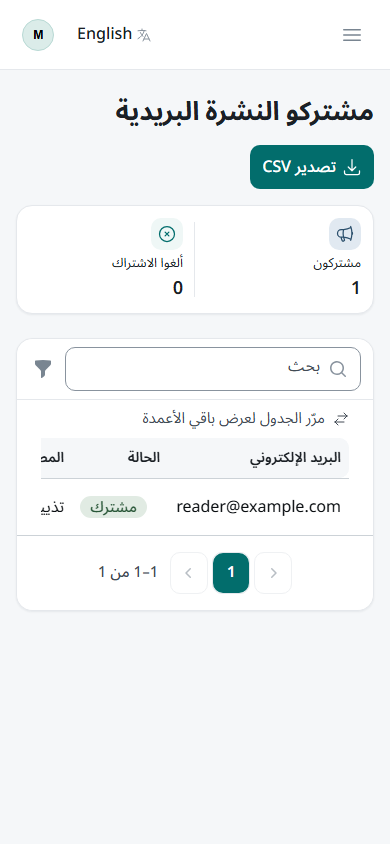 M
English
مشتركو النشرة البريدية
تصدير CSV
مشتركون
1
ألغوا الاشتراك
0
بحث
مرّر الجدول لعرض باقي الأعمدة
البريد الإلكتروني الحالة
reader@example.com مشترك
1
1–1 من 1